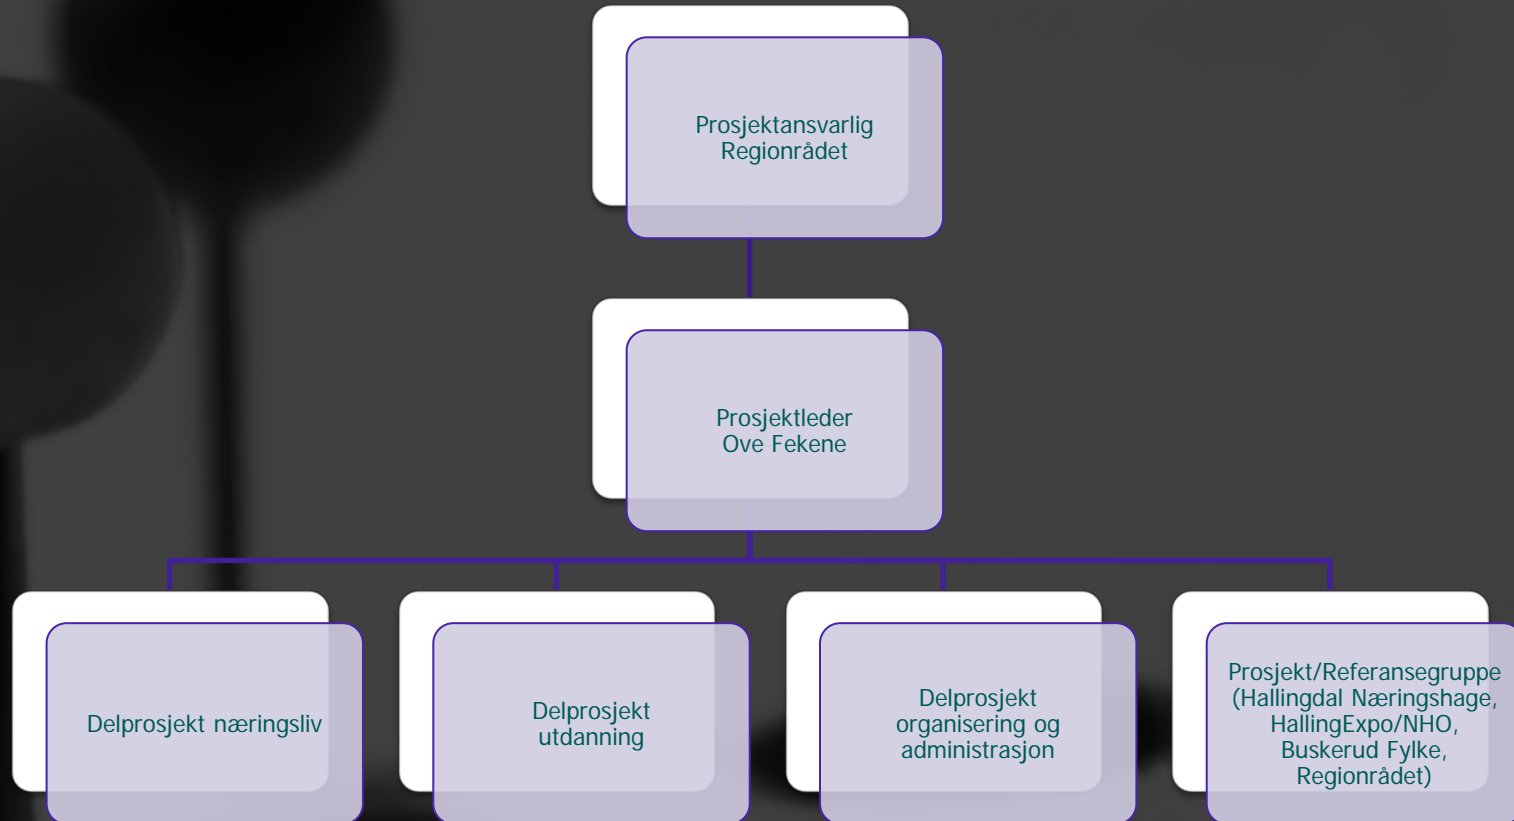 Prosjektansvarlig
Regionrådet
Prosjektleder
Ove Fekene
Delprosjekt næringsliv
Delprosjekt
utdanning
Delprosjekt
organisering og
administrasjon
Prosjekt/Referansegruppe
(Hallingdal Næringshage,
HallingExpo/NHO,
Buskerud Fylke,
Regionrådet)